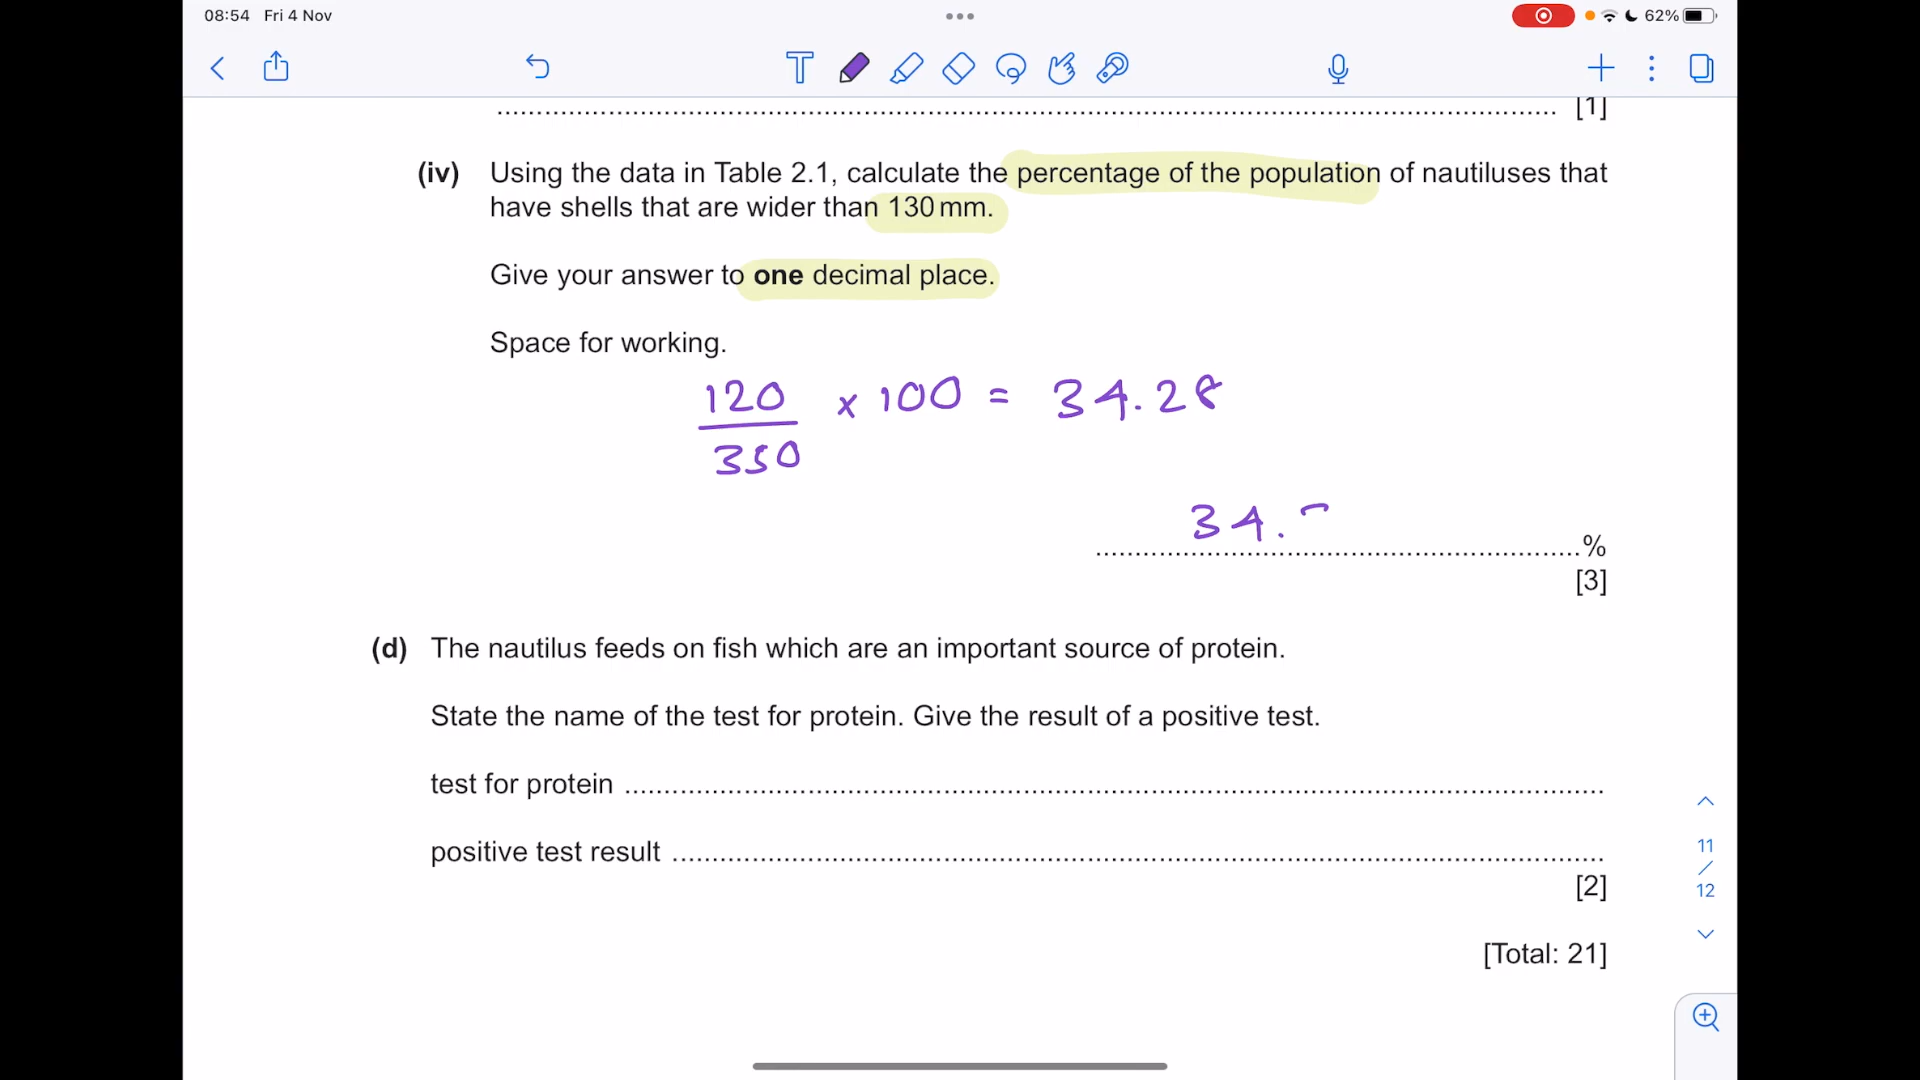 08:54 Fri 4 Nov
62%
[1]
(iv) Using the data in Table 2.1, calculate the percentage of the population of nautiluses that
have shells that are wider than 130 mm.
Give your answer to one decimal place.
Space for working.
120
350
x 100 = 34.28
34.
%
[3]
(d) The nautilus feeds on fish which are an important source of protein.
State the name of the test for protein. Give the result of a positive test.
test for protein
positive test result
[2]
[Total: 21]
11
/
12